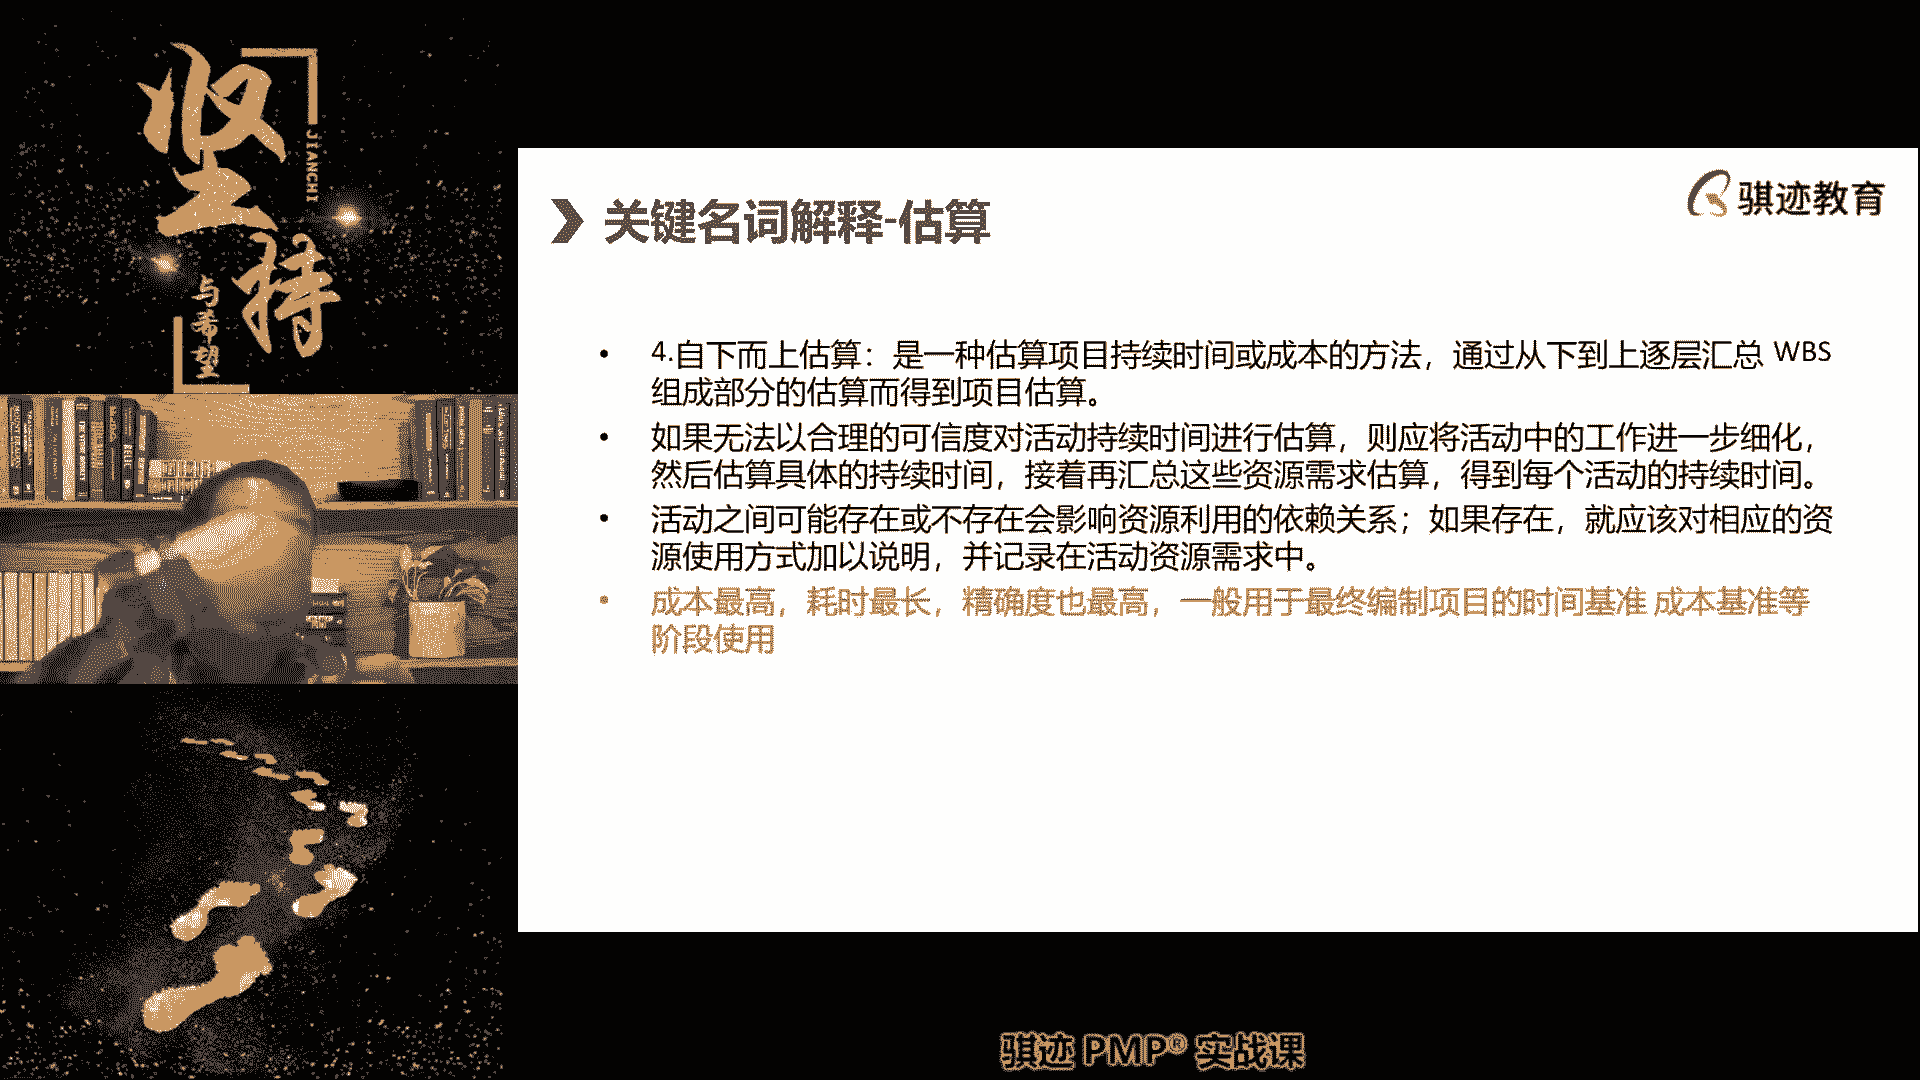 坚持
JIANCHI
与希望
骐迹教育
关键名词解释-估算
• 4.自下而上估算：是一种估算项目持续时间或成本的方法，通过从下到上逐层汇总 WBS
组成部分的估算而得到项目估算。
• 如果无法以合理的可信度对活动持续时间进行估算，则应将活动中的工作进一步细化，
然后估算具体的持续时间，接着再汇总这些资源需求估算，得到每个活动的持续时间。
• 活动之间可能存在或不存在会影响资源利用的依赖关系；如果存在，就应该对相应的资
源使用方式加以说明，并记录在活动资源需求中。
• 成本最高，耗时最长，精确度也最高，一般用于最终编制项目的时间基准 成本基准等
阶段使用
骐迹 PMP® 实战课